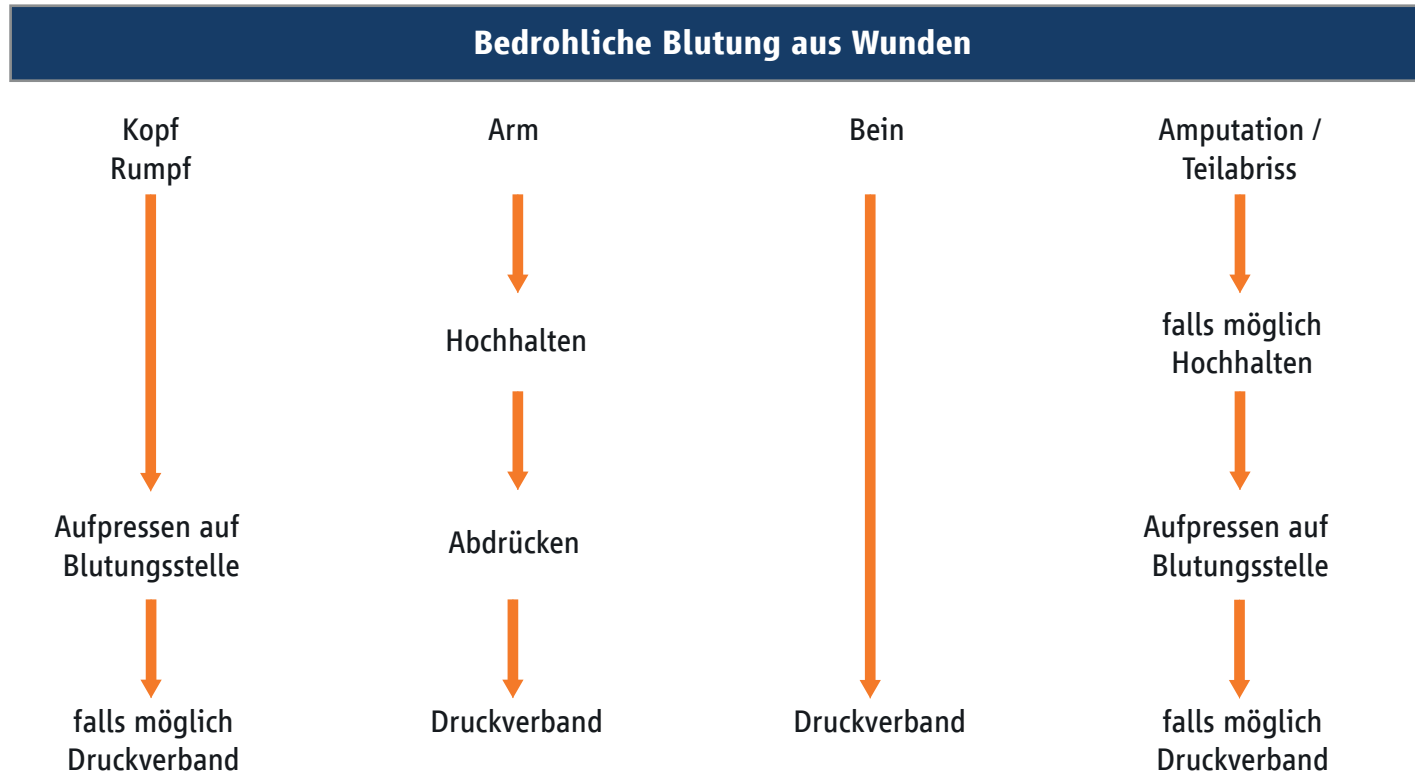 Bedrohliche Blutung aus Wunden
Kopf
Rumpf
Aufpressen auf
Blutungsstelle
falls möglich
Druckverband
Arm
Hochhalten
Abdrücken
Druckverband
Bein
Druckverband
Amputation /
Teilabriss
falls möglich
Hochhalten
Aufpressen auf
Blutungsstelle
falls möglich
Druckverband